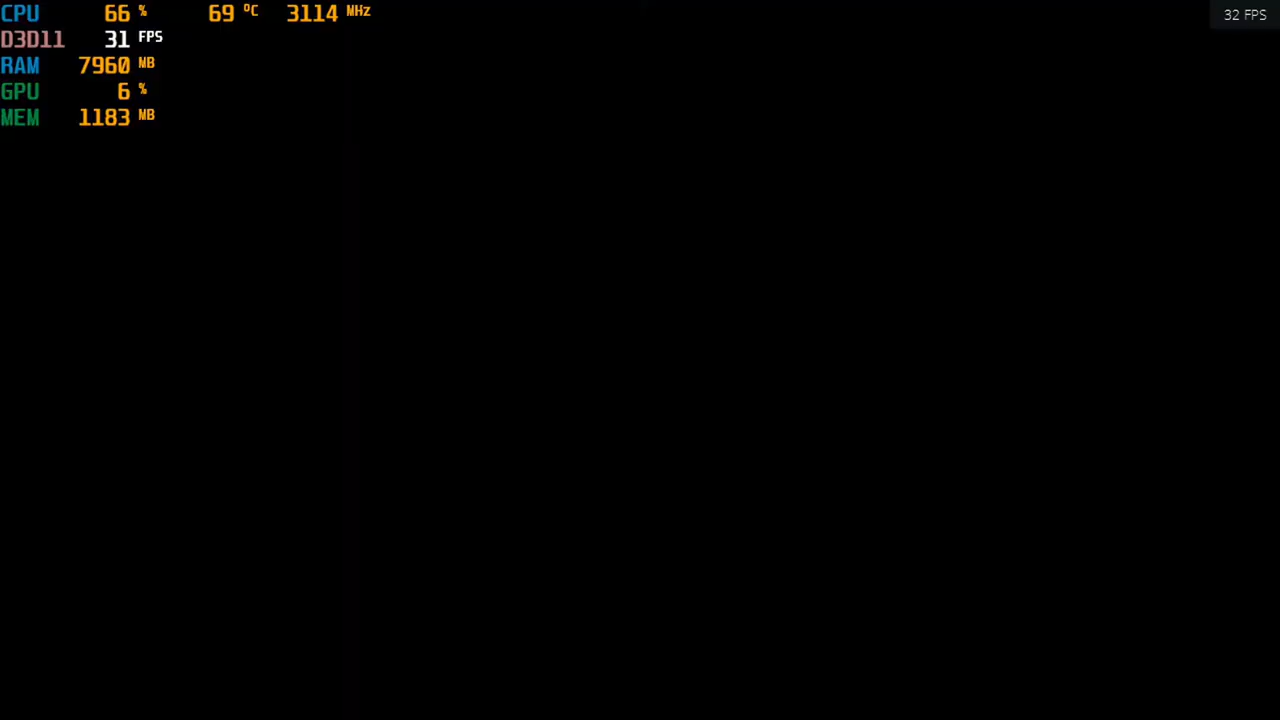 CPU 66 % 69 °C 3114 MHz
32 FPS
D3D11 31 FPS
RAM 7960 MB
GPU 6 %
MEM 1183 MB